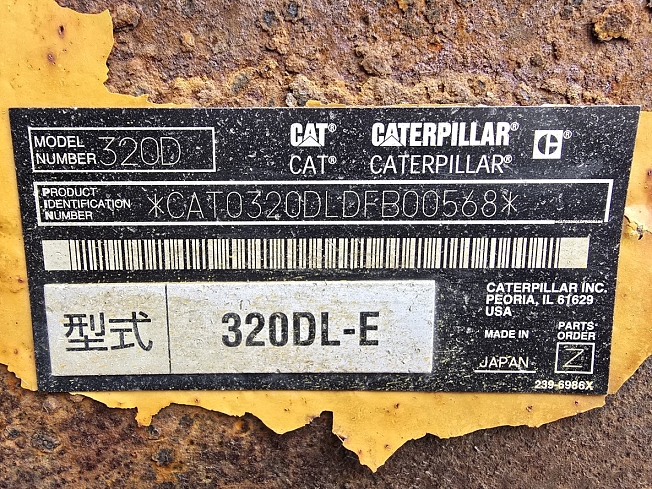 MODEL NUMBER 320D
CAT® CATERPILLAR®
CAT® CATERPILLAR®
PRODUCT IDENTIFICATION NUMBER *CAT0320DLDFB00568*
型式 320DL-E
CATERPILLAR INC.
PEORIA, IL 61629
USA
MADE IN JAPAN
PARTS ORDER Z
239-6986X